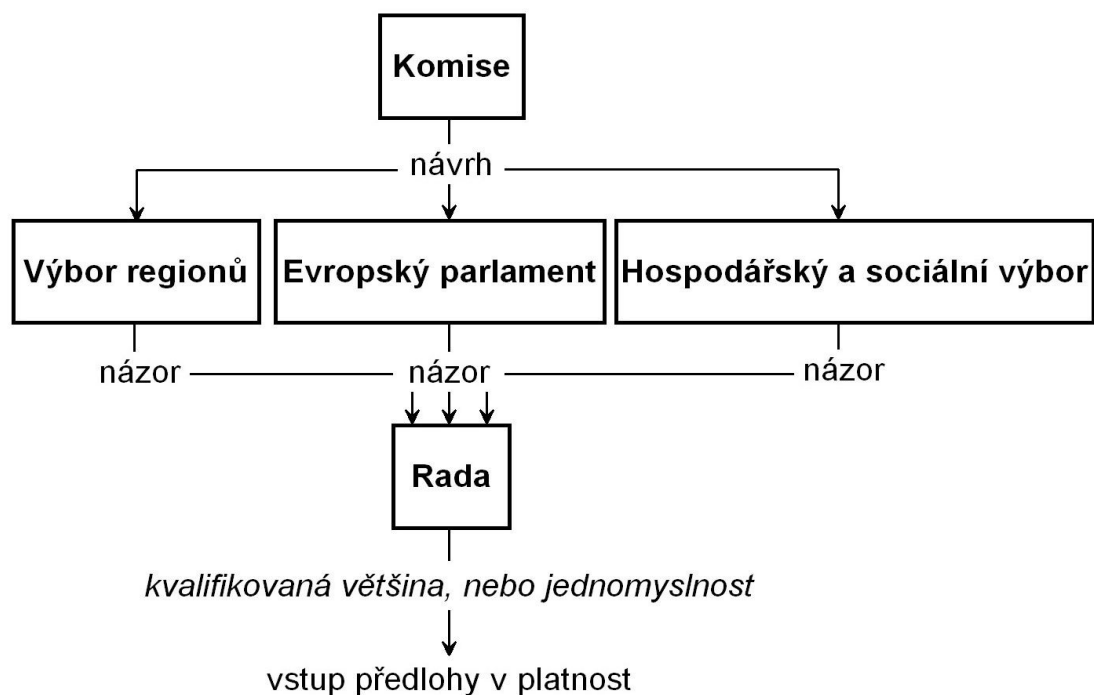 Komise
návrh
Výbor regionů
Evropský parlament
Hospodářský a sociální výbor
názor
názor
názor
Rada
kvalifikovaná většina, nebo jednomyslnost
vstup předlohy v platnost